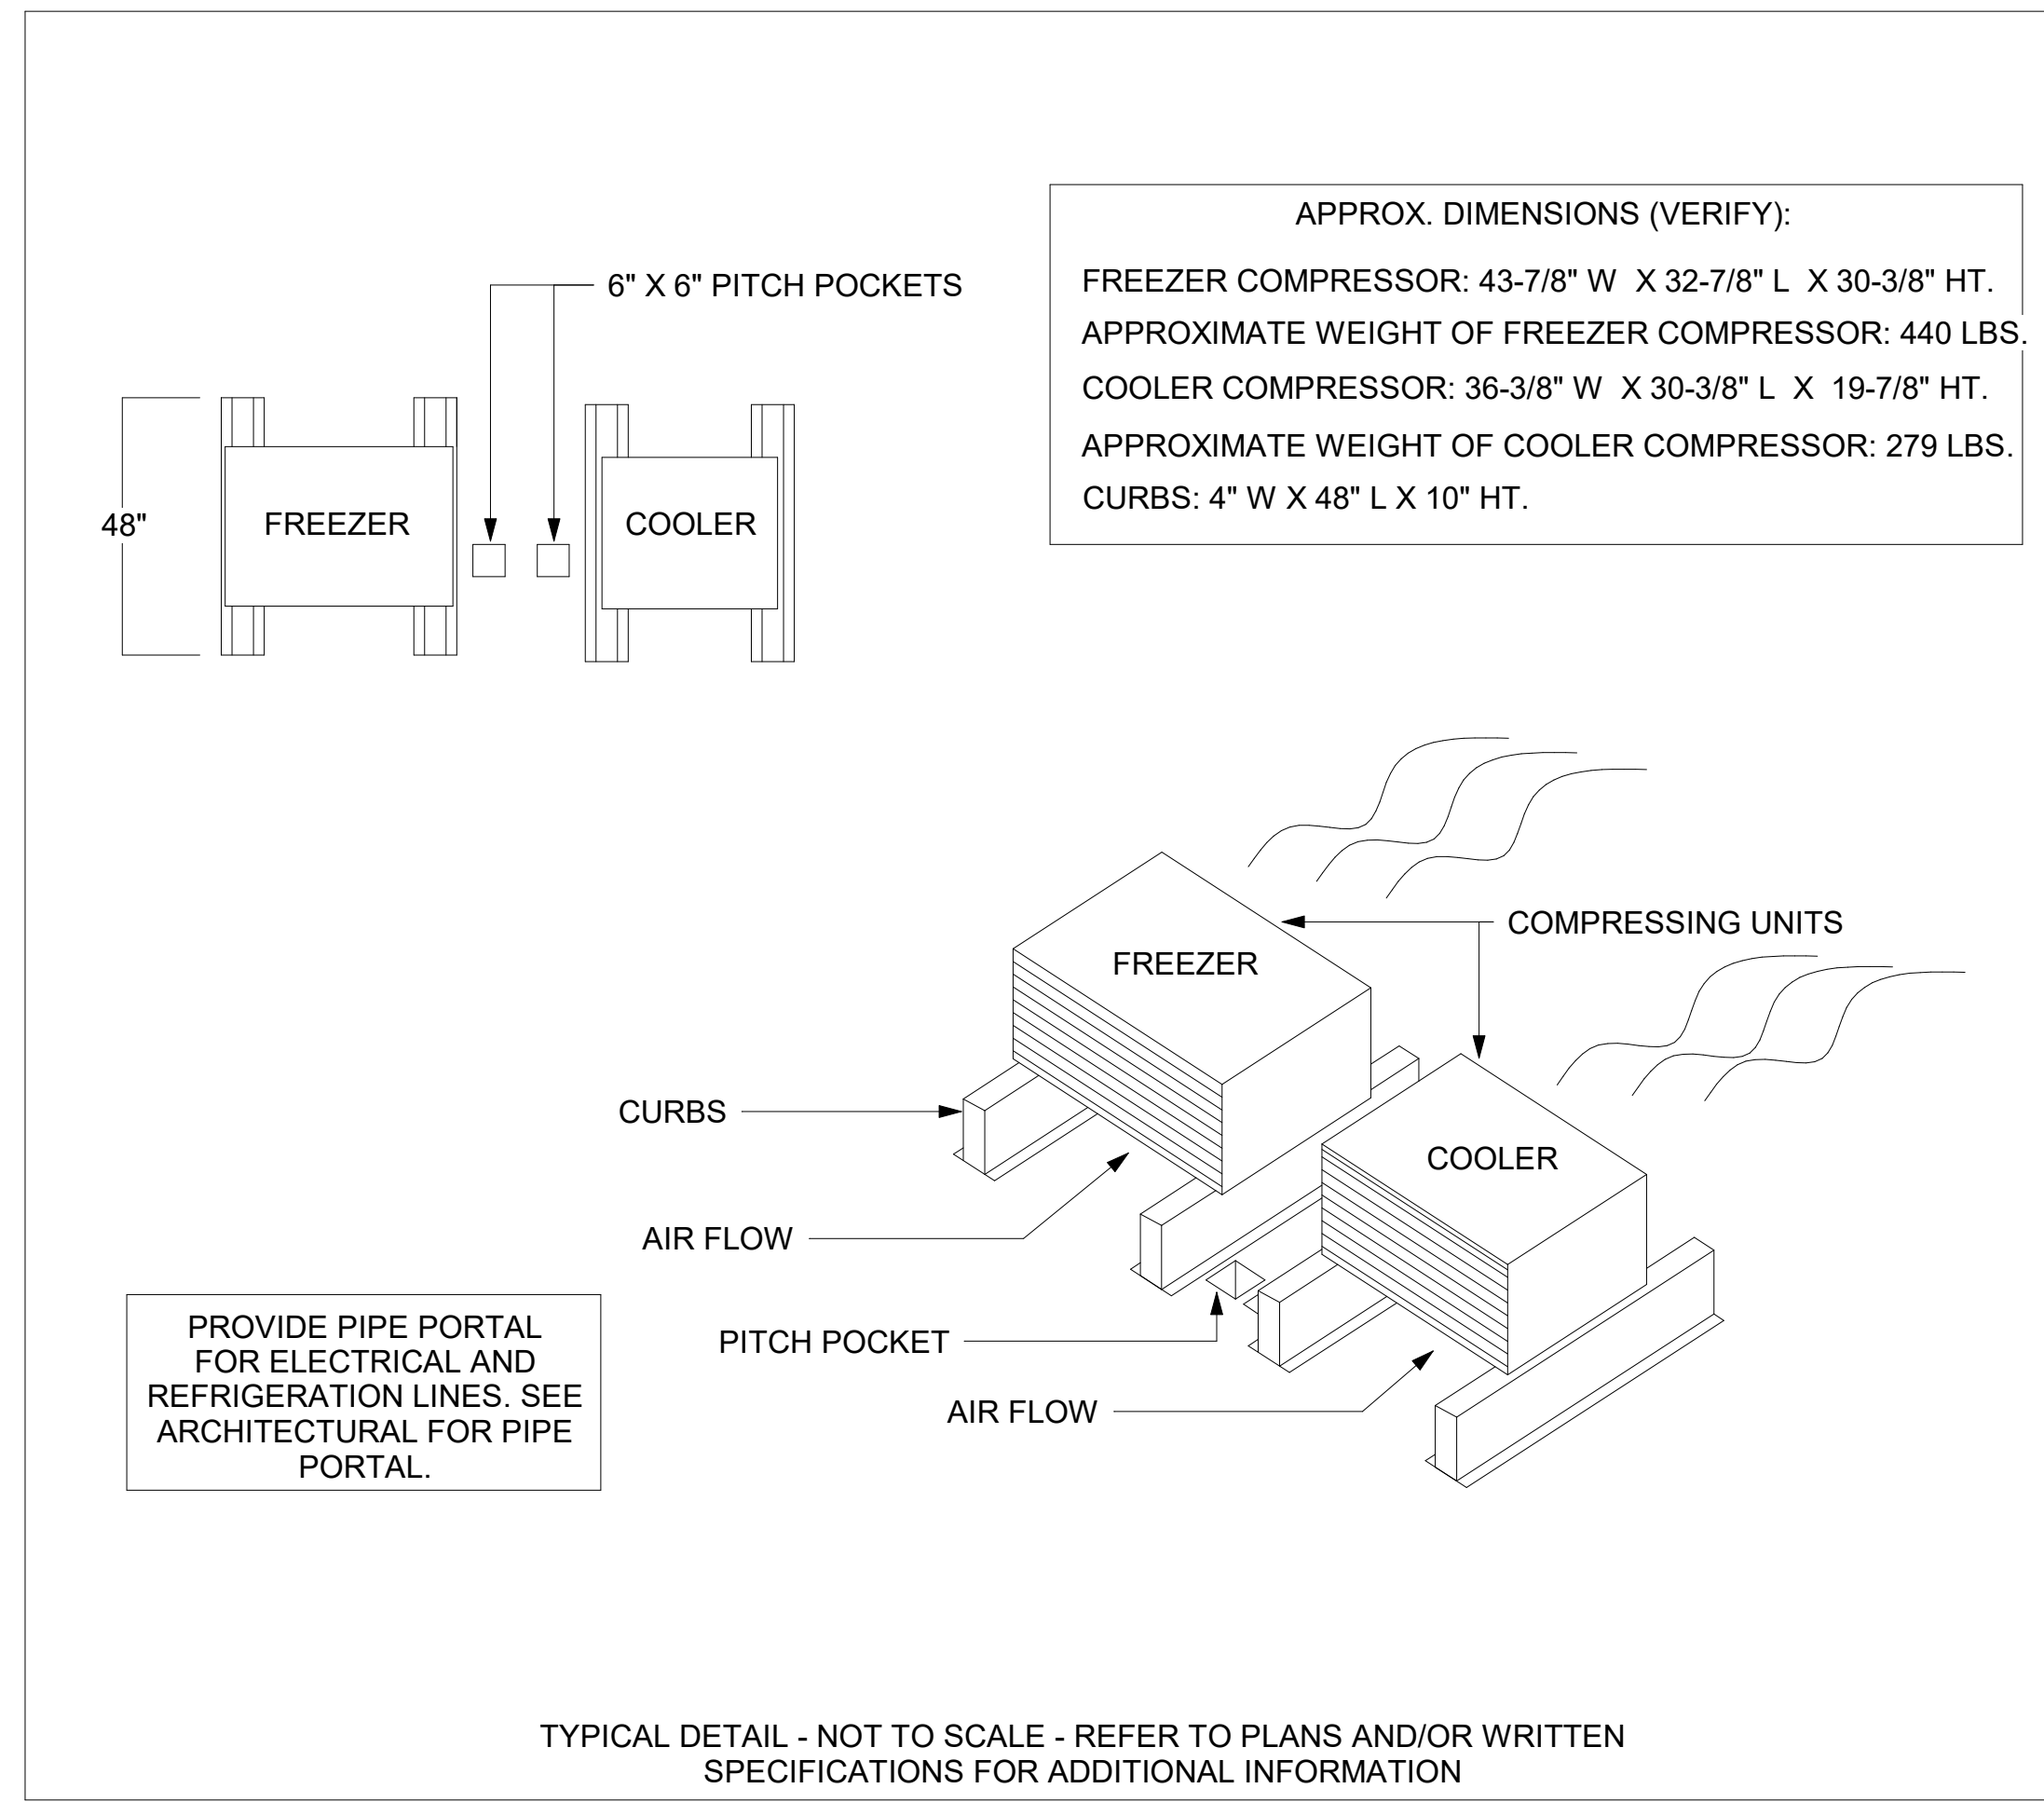 APPROX. DIMENSIONS (VERIFY):
FREEZER COMPRESSOR: 43-7/8" W X 32-7/8" L X 30-3/8" HT.
APPROXIMATE WEIGHT OF FREEZER COMPRESSOR: 440 LBS.
COOLER COMPRESSOR: 36-3/8" W X 30-3/8" L X 19-7/8" HT.
APPROXIMATE WEIGHT OF COOLER COMPRESSOR: 279 LBS.
CURBS: 4" W X 48" L X 10" HT.
6" X 6" PITCH POCKETS
48"
FREEZER
COOLER
COMPRESSING UNITS
FREEZER
CURBS
COOLER
AIR FLOW
PITCH POCKET
AIR FLOW
PROVIDE PIPE PORTAL
FOR ELECTRICAL AND
REFRIGERATION LINES. SEE
ARCHITECTURAL FOR PIPE
PORTAL.
TYPICAL DETAIL - NOT TO SCALE - REFER TO PLANS AND/OR WRITTEN
SPECIFICATIONS FOR ADDITIONAL INFORMATION